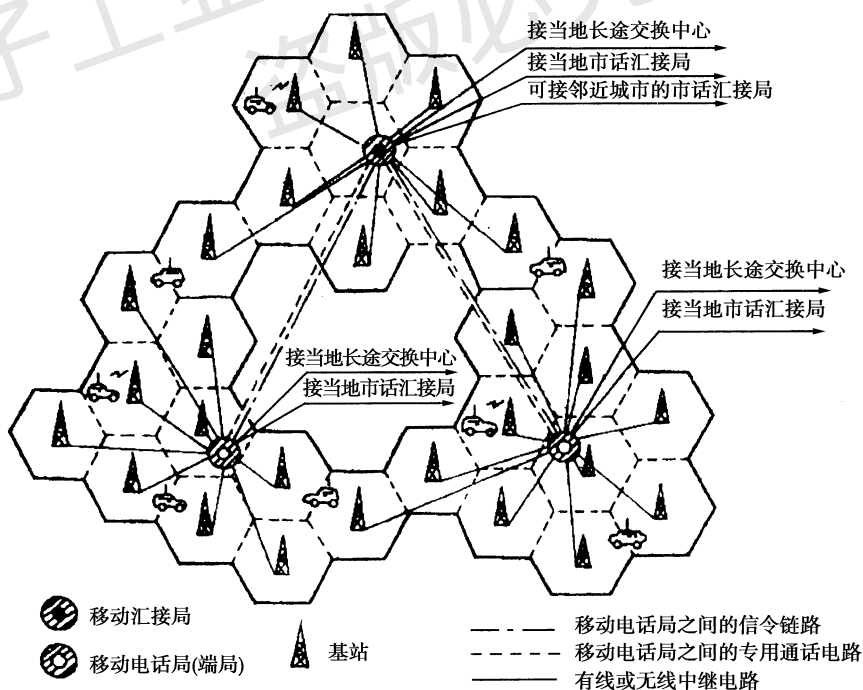 接当地长途交换中心
接当地市话汇接局
可接邻近城市的市话汇接局
接当地长途交换中心
接当地市话汇接局
接当地长途交换中心
接当地市话汇接局
移动汇接局
移动电话局(端局)
基站
移动电话局之间的信令链路
移动电话局之间的专用通话电路
有线或无线中继电路